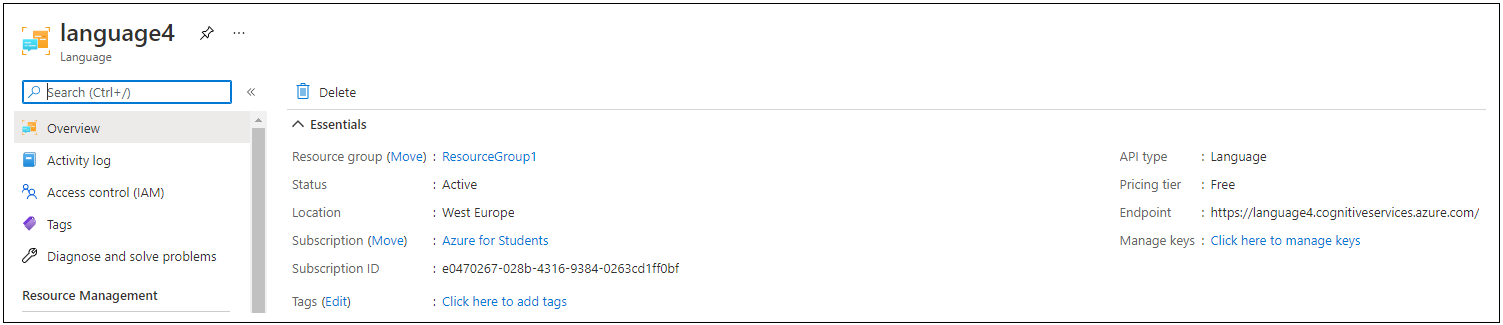 language4 ...
Language
Search (Ctrl+/) «
Overview
Activity log
Access control (IAM)
Tags
Diagnose and solve problems
Resource Management
Delete
Essentials
Resource group (Move) : ResourceGroup1
Status : Active
Location : West Europe
Subscription (Move) : Azure for Students
Subscription ID : e0470267-028b-4316-9384-0263cd1ff0bf
Tags (Edit) : Click here to add tags
API type : Language
Pricing tier : Free
Endpoint : https://language4.cognitiveservices.azure.com/
Manage keys : Click here to manage keys